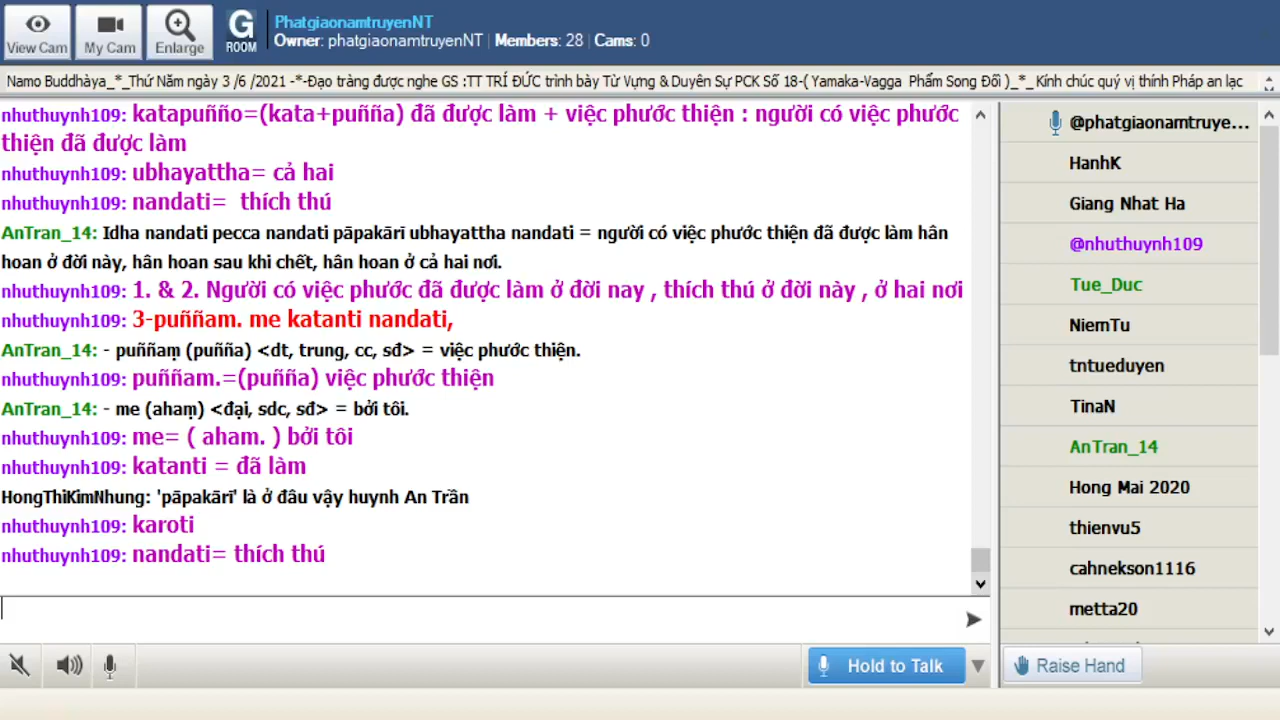 View Cam
My Cam
Enlarge
G
ROOM
PhatgiaonamtruyenNT
Owner: phatgiaonamtruyenNT | Members: 28 | Cams: 0
Namo Buddhàya_*_Thứ Năm ngày 3 /6 /2021 -*-Đạo tràng được nghe GS :TT TRÍ ĐỨC trình bày Từ Vựng & Duyên Sự PCK Số 18-( Yamaka-Vagga Phẩm Song Đối )_*_ Kính chúc quý vị thính Pháp an lạc
nhuthuynh109: katapuñño=(kata+puñña) đã được làm + việc phước thiện : người có việc phước
thiện đã được làm
nhuthuynh109: ubhayattha= cả hai
nhuthuynh109: nandati= thích thú
AnTran_14: Idha nandati pecca nandati pāpakārī ubhayattha nandati = người có việc phước thiện đã được làm hân
hoan ở đời này, hân hoan sau khi chết, hân hoan ở cả hai nơi.
nhuthuynh109: 1. & 2. Người có việc phước đã được làm ở đời nay , thích thú ở đời này , ở hai nơi
nhuthuynh109: 3-puññam. me katanti nandati,
AnTran_14: - puññaṃ (puñña) <dt, trung, cc, sđ> = việc phước thiện.
nhuthuynh109: puññam.=(puñña) việc phước thiện
AnTran_14: - me (ahaṃ) <đại, sdc, sđ> = bởi tôi.
nhuthuynh109: me= ( aham. ) bởi tôi
nhuthuynh109: katanti = đã làm
HongThiKimNhung: 'pāpakārī' là ở đâu vậy huynh An Trần
nhuthuynh109: karoti
nhuthuynh109: nandati= thích thú
@phatgiaonamtruye...
HanhK
Giang Nhat Ha
@nhuthuynh109
Tue_Duc
NiemTu
tntueduyen
TinaN
AnTran_14
Hong Mai 2020
thienvu5
cahnekson1116
metta20
Hold to Talk
Raise Hand